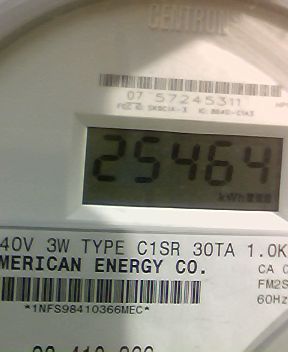 CENTRON
07 57245311
25464
kWh
40V 3W TYPE C1SR 30TA 1.0K
MERICAN ENERGY CO.
CA 0
FM2S
60Hz
*1NFS98410366MEC*